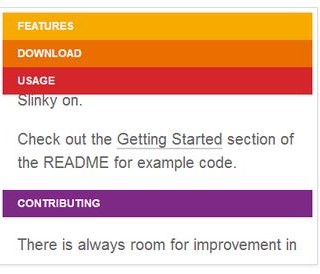 FEATURES
DOWNLOAD
USAGE
Slinky on.
Check out the Getting Started section of
the README for example code.
CONTRIBUTING
There is always room for improvement in